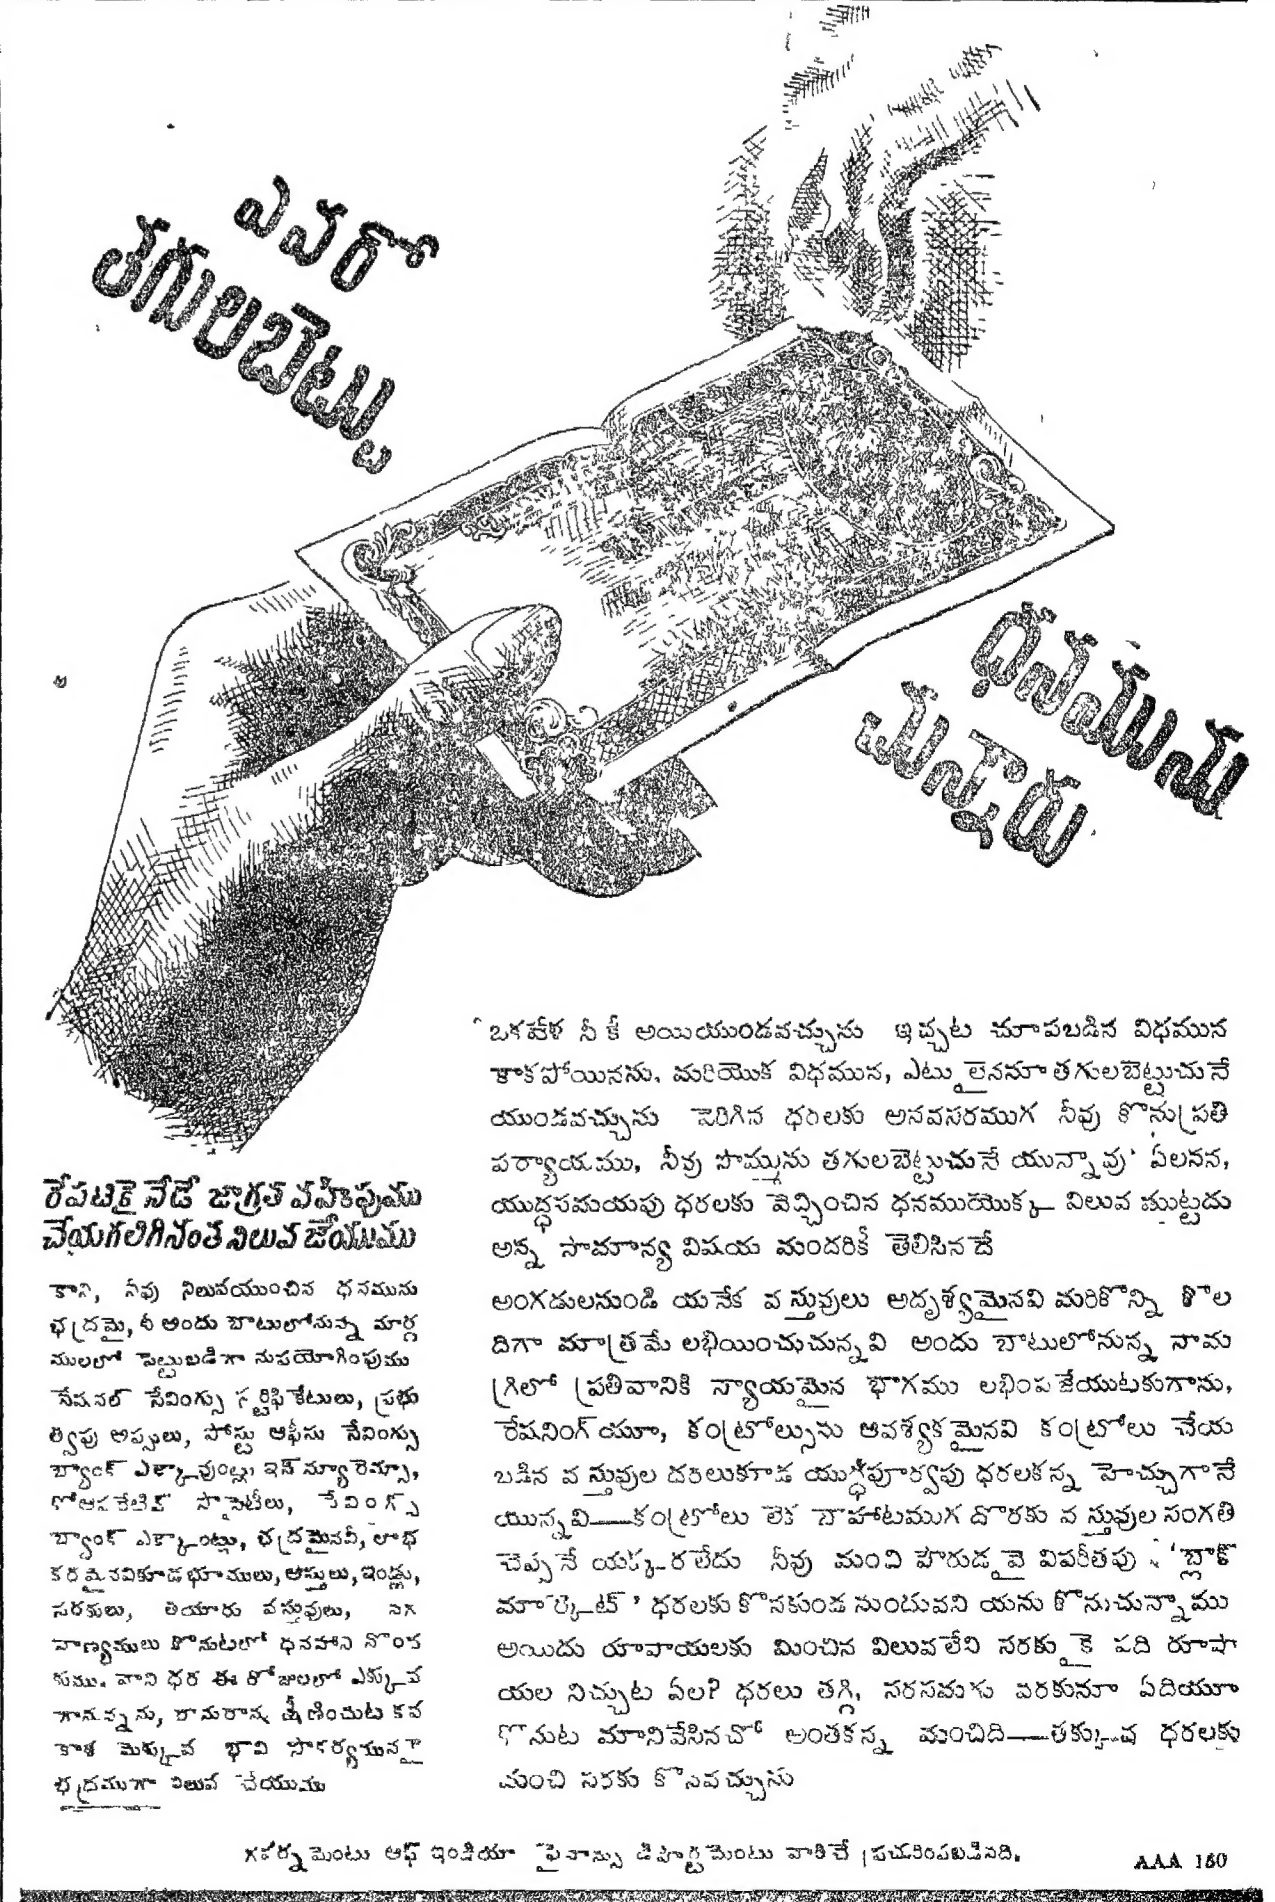 ఎవరో
తగులబెట్టు
ధనమును
చున్నారు
ఒకవేళ నీ కే అయియుండవచ్చును ఇచ్చట చూపబడిన విధమున
కాకపోయినను, మరియొక విధమున, ఎటులైననూ తగులబెట్టుచునే
యుండవచ్చును పెరిగిన ధరలకు అనవసరముగ నీవు కొను ప్రతి
పర్యాయము, నీవు సొమ్మును తగులబెట్టుచునే యున్నావు ఏలనన,
యుద్ధసమయపు ధరలకు వెచ్చించిన ధనముయొక్క విలువ ముట్టదు
అన్న సామాన్య విషయ మందరికీ తెలిసినదే
అంగడులనుండి యనేక వస్తువులు అదృశ్యమైనవి మరికొన్ని కొల
దిగా మాత్రమే లభియించుచున్నవి అందు బాటులోనున్న సామ
గ్రిలో ప్రతివానికి న్యాయమైన భాగము లభింపజేయుటకుగాను,
రేషనింగ్‌యూ, కంట్రోల్సును ఆవశ్యకమైనవి కంట్రోలు చేయ
బడిన వస్తువుల దరలుకూడ యుద్ధపూర్వపు ధరలకన్న హెచ్చుగానే
యున్నవి—కంట్రోలు లేక బాహాటముగ దొరకు వస్తువుల సంగతి
చెప్పనే యక్కరలేదు నీవు మంచి పౌరుడవై విపరీతపు 'బ్లాక్
మార్కెట్' ధరలకు కొనకుండ నుందువని యను కొనుచున్నాము
అయిదు రూపాయలకు మించిన విలువలేని సరకుకై పది రూపా
యల నిచ్చుట ఏల? ధరలు తగ్గి, సరసమగు వరకునూ ఏదియూ
గొనుట మానివేసినచో అంతకన్న మంచిది—తక్కువ ధరలకు
మంచి సరకు కొనవచ్చును
రేపటికై నేడే జాగ్రత వహింపుము
చేయగలిగినంత నిలువ జేయుము
కాని, నీవు నిలువయుంచిన ధనమును
భద్రమై, నీ అందు బాటులోనున్న మార్గ
ములలో పెట్టుబడిగా నుపయోగింపుము
నేషనల్ సేవింగ్సు సర్టిఫికేటులు, ప్రభు
త్వపు అప్పులు, పోస్టు ఆఫీసు సేవింగ్సు
బ్యాంక్ ఎక్కావుంట్లు ఇన్‌స్యూరెన్సు,
కోఆపరేటివ్ సొసైటీలు, సేవింగ్స్
బ్యాంక్ ఎక్కౌంట్లు, భద్రమైనవీ, లాభ
కరమైనవికూడ భూములు, ఆస్తులు, ఇండ్లు,
సరకులు, తయారు వస్తువులు, నగ
నాణ్యములు కొనుటలో ధనహాని నొంద
కుము. వాని ధర ఈ రోజులలో ఎక్కువ
గానున్నను, రానురాను క్షీణించుట కవ
కాశ మెక్కువ భావి సౌకర్యమునకై
భద్రముగా నిలువ చేయుము
గవర్నమెంటు ఆఫ్ ఇండియా ఫైనాన్సు డిపార్టుమెంటు వారిచే ప్రచురింపబడినది.
AAA 150